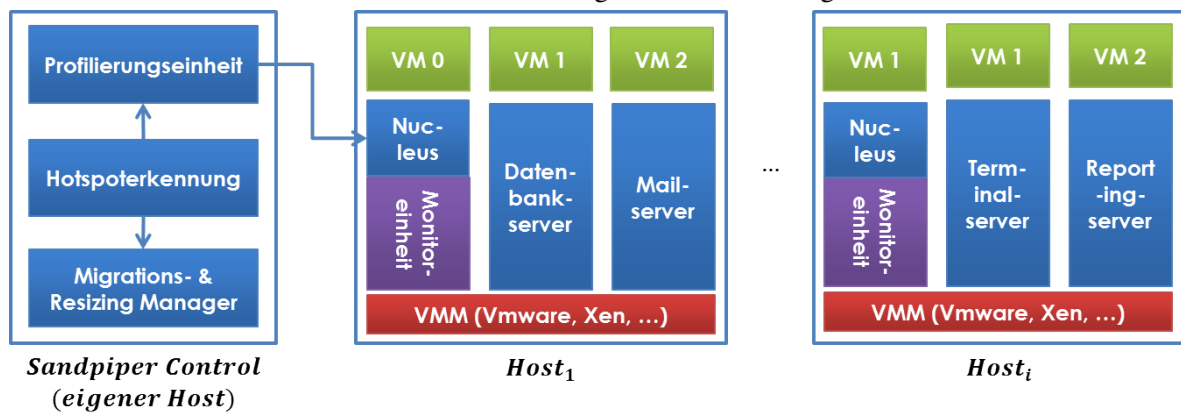 Profilierungseinheit
Hotspoterkennung
Migrations- &
Resizing Manager
Sandpiper Control
(eigener Host)
VM 0
VM 1
VM 2
Nuc-
leus
Monitor-
einheit
Daten-
bank-
server
Mail-
server
VMM (Vmware, Xen, ...)
Host₁
...
VM 1
VM 1
VM 2
Nuc-
leus
Monitor-
einheit
Term-
inal-
server
Report
-ing-
server
VMM (Vmware, Xen, ...)
Hostᵢ